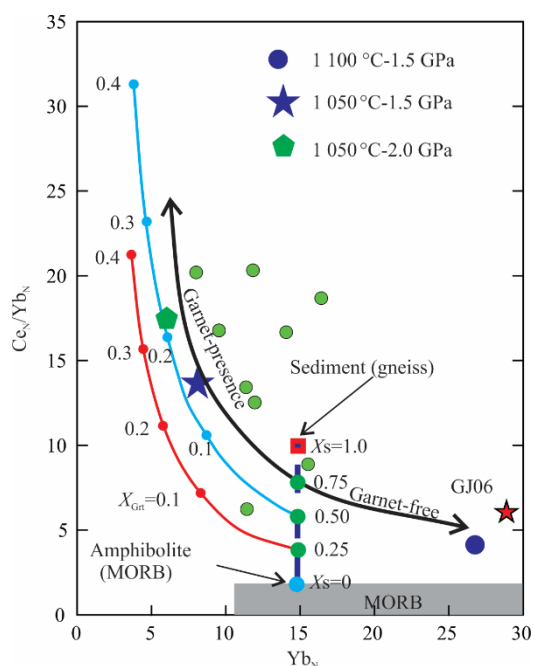 35
30
25
20
15
10
5
0
Ce_N/Yb_N
0
5
10
15
20
25
30
Yb_N
1 100 °C-1.5 GPa
1 050 °C-1.5 GPa
1 050 °C-2.0 GPa
0.4
0.3
0.4
0.3
0.2
0.2
0.1
X_Grt=0.1
Garnet-presence
Sediment (gneiss)
Xs=1.0
0.75
Garnet-free
GJ06
0.50
0.25
Amphibolite
(MORB)
Xs=0
MORB